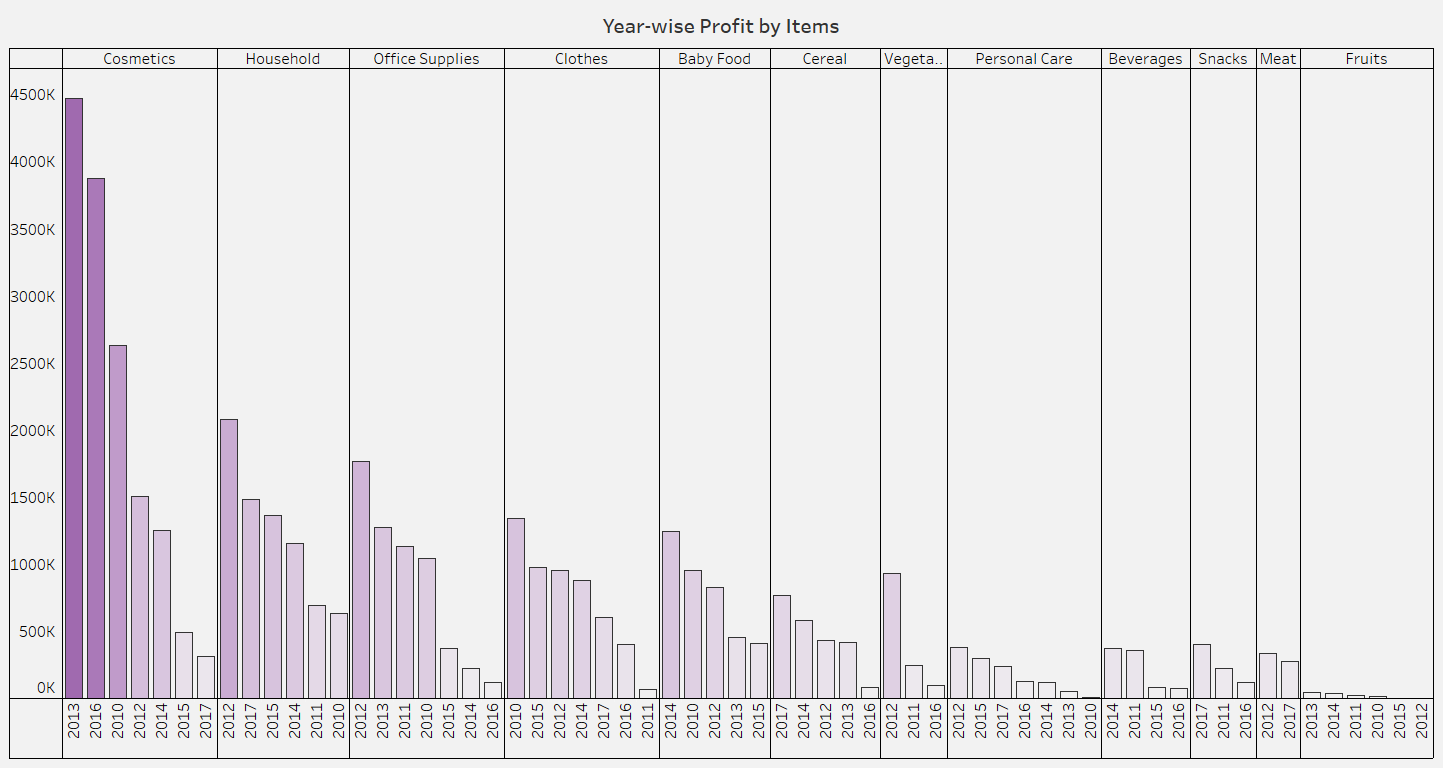 Year-wise Profit by Items
Cosmetics Household Office Supplies Clothes Baby Food Cereal Vegeta.. Personal Care Beverages Snacks Meat Fruits
4500K
4000K
3500K
3000K
2500K
2000K
1500K
1000K
500K
0K
2013 2016 2010 2012 2014 2015 2017 2012 2017 2015 2014 2011 2010 2012 2013 2011 2010 2015 2014 2016 2010 2015 2012 2014 2017 2016 2011 2014 2010 2012 2013 2015 2017 2014 2012 2013 2016 2012 2011 2016 2012 2015 2017 2016 2014 2013 2010 2014 2011 2015 2016 2017 2011 2016 2012 2017 2013 2014 2011 2010 2015 2012